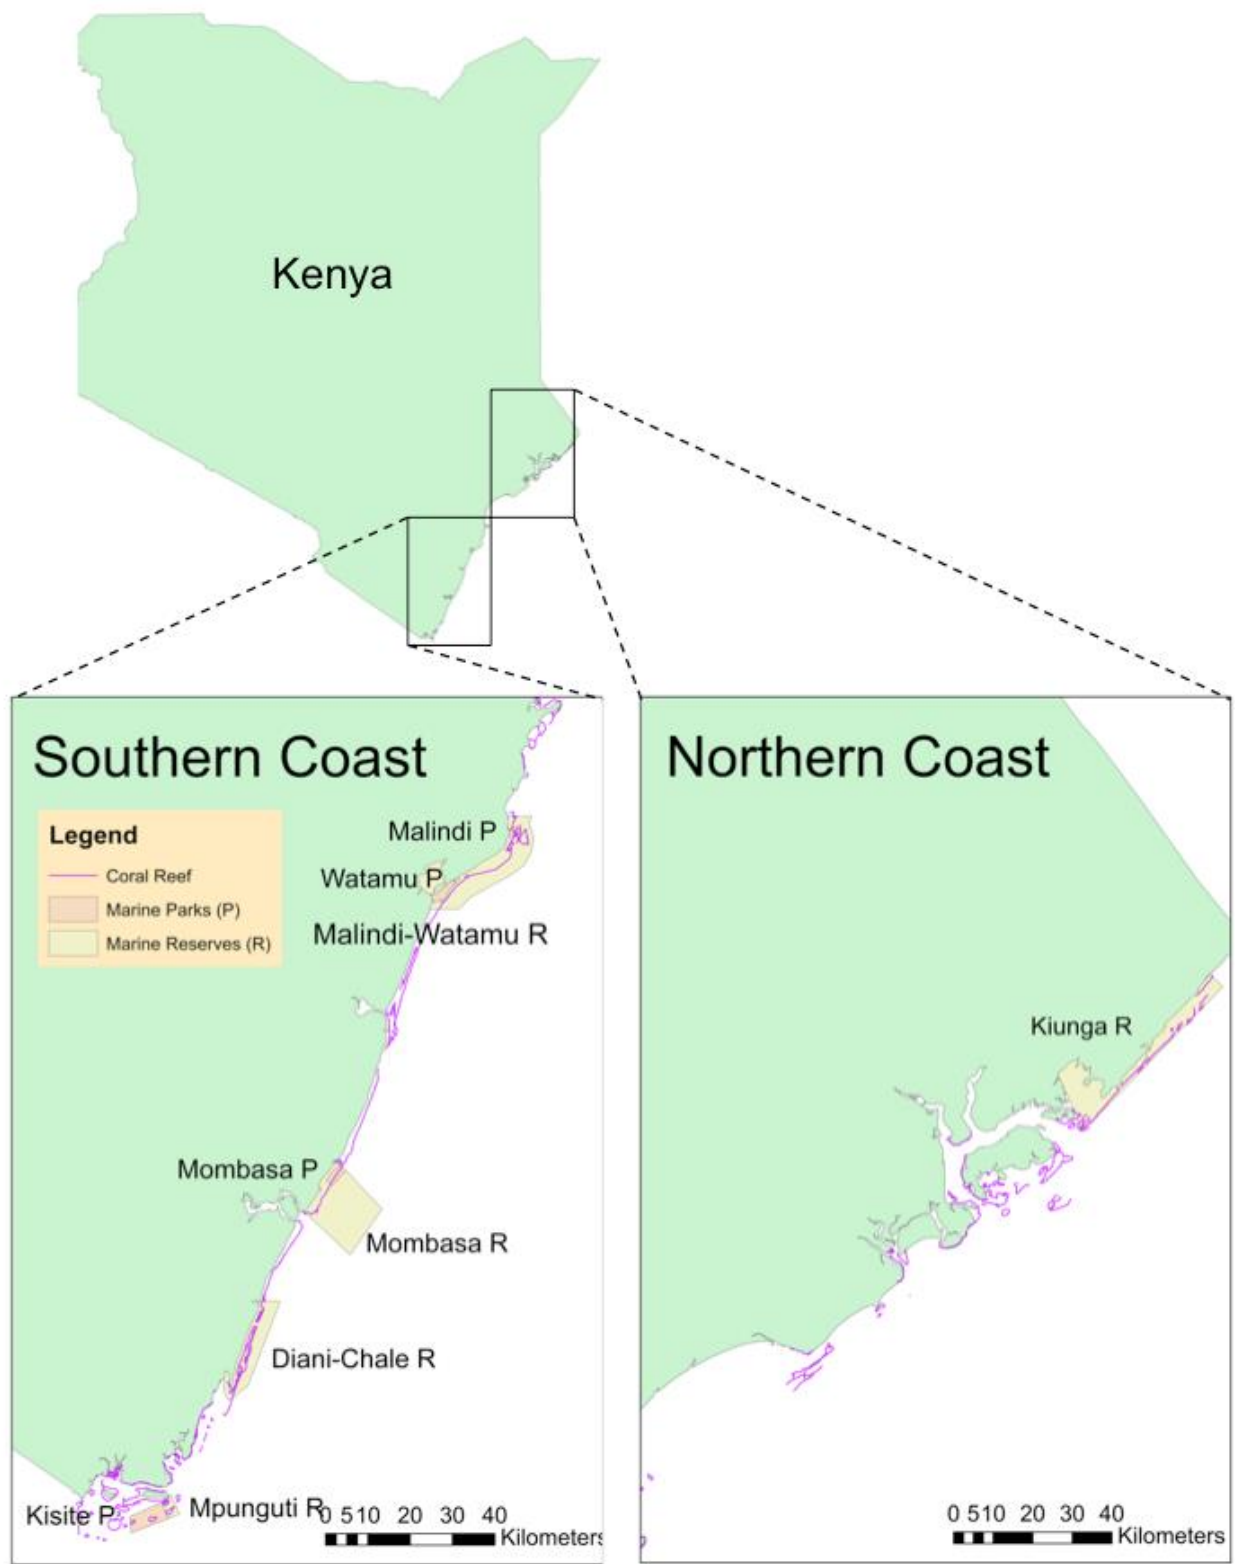 Kenya
Southern Coast
Legend
Coral Reef
Marine Parks (P)
Marine Reserves (R)
Malindi P
Watamu P
Malindi-Watamu R
Mombasa P
Mombasa R
Diani-Chale R
Kisite P
Mpunguti R
0 5 10 20 30 40
Kilometers
Northern Coast
Kiunga R
0 5 10 20 30 40
Kilometers